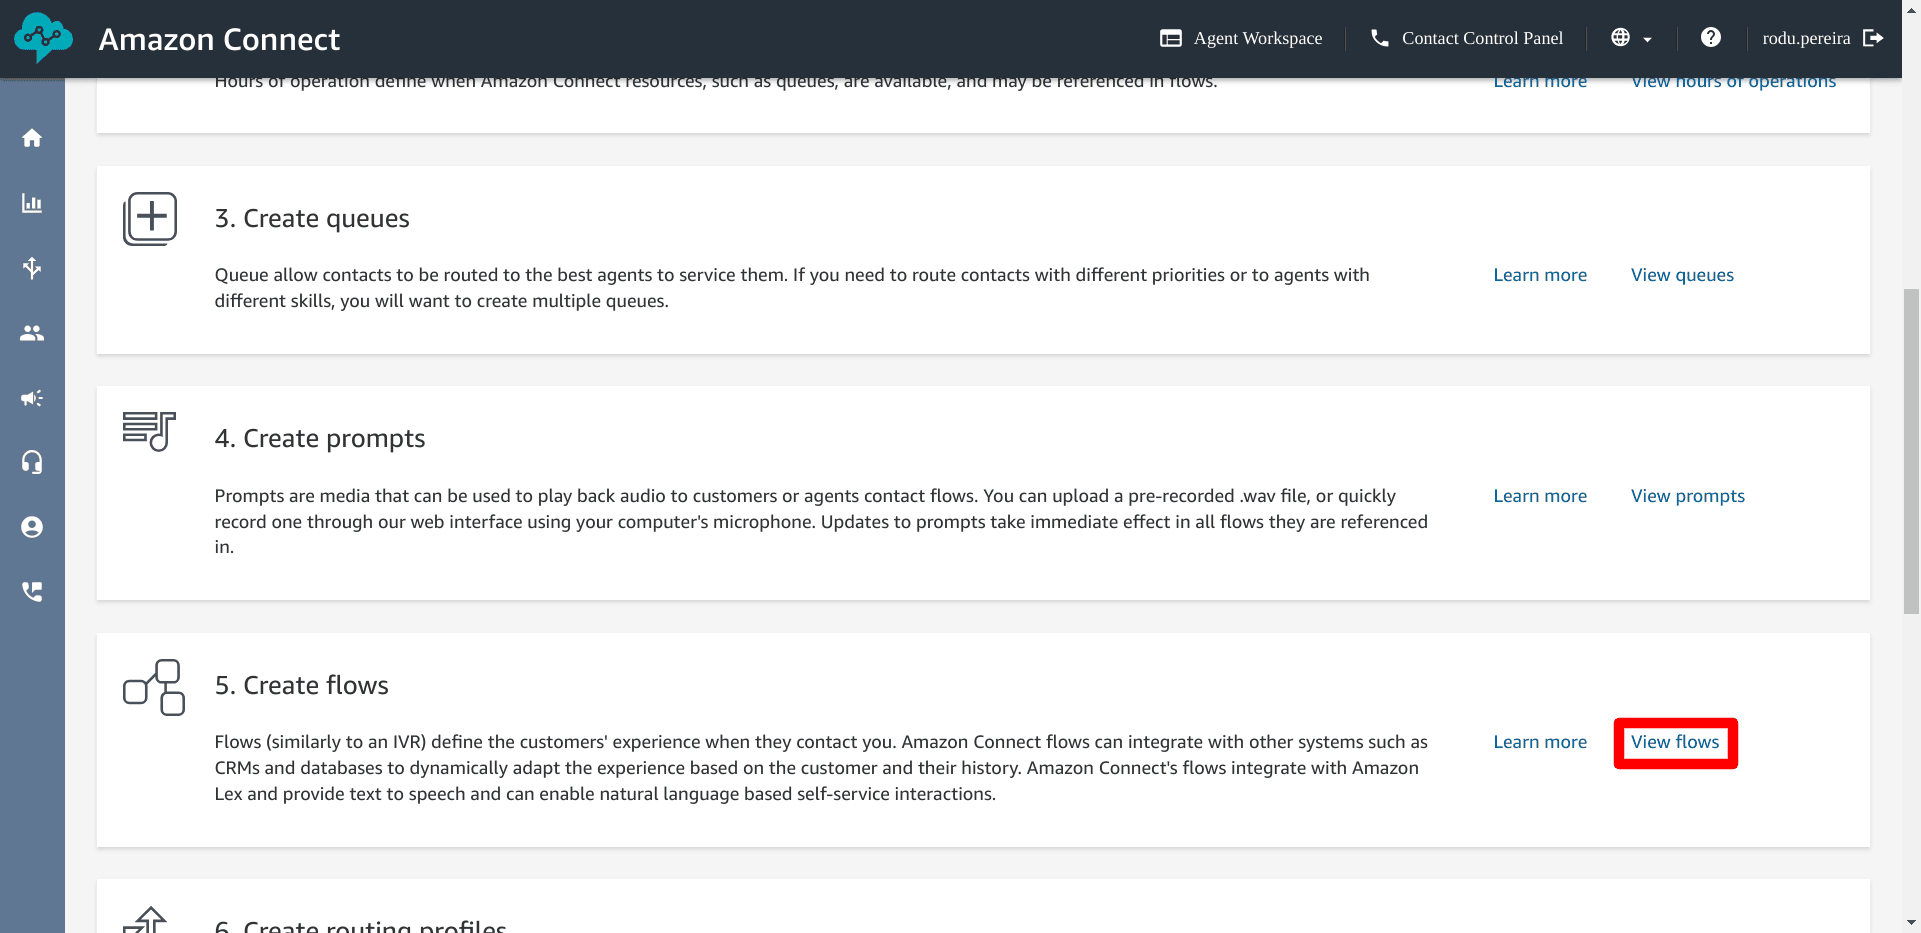 Amazon Connect
Agent Workspace
Contact Control Panel
rodu.pereira
Hours of operation define when Amazon Connect resources, such as queues, are available, and may be referenced in flows.
Learn more
View hours of operations
3. Create queues
Queue allow contacts to be routed to the best agents to service them. If you need to route contacts with different priorities or to agents with
different skills, you will want to create multiple queues.
Learn more
View queues
4. Create prompts
Prompts are media that can be used to play back audio to customers or agents contact flows. You can upload a pre-recorded .wav file, or quickly
record one through our web interface using your computer's microphone. Updates to prompts take immediate effect in all flows they are referenced
in.
Learn more
View prompts
5. Create flows
Flows (similarly to an IVR) define the customers' experience when they contact you. Amazon Connect flows can integrate with other systems such as
CRMs and databases to dynamically adapt the experience based on the customer and their history. Amazon Connect's flows integrate with Amazon
Lex and provide text to speech and can enable natural language based self-service interactions.
Learn more
View flows
6. Create routing profiles